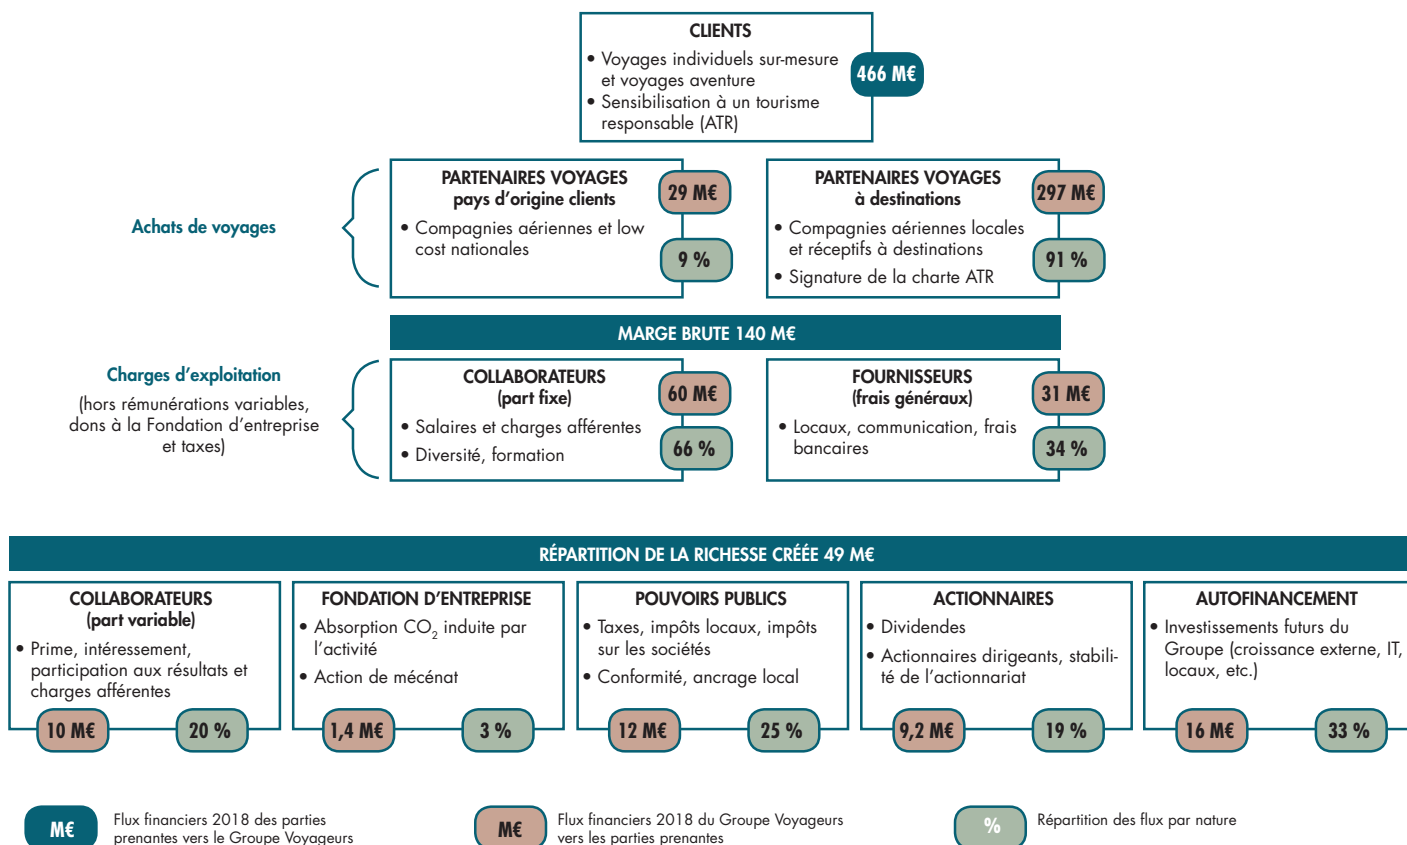 CLIENTS
• Voyages individuels sur-mesure
et voyages aventure
• Sensibilisation à un tourisme
responsable (ATR)
466 M€
Achats de voyages
PARTENAIRES VOYAGES
pays d'origine clients
• Compagnies aériennes et low
cost nationales
29 M€
9 %
PARTENAIRES VOYAGES
à destinations
• Compagnies aériennes locales
et réceptifs à destinations
• Signature de la charte ATR
297 M€
91 %
MARGE BRUTE 140 M€
Charges d'exploitation
(hors rémunérations variables,
dons à la Fondation d'entreprise
et taxes)
COLLABORATEURS
(part fixe)
• Salaires et charges afférentes
• Diversité, formation
60 M€
66 %
FOURNISSEURS
(frais généraux)
• Locaux, communication, frais
bancaires
31 M€
34 %
RÉPARTITION DE LA RICHESSE CRÉÉE 49 M€
COLLABORATEURS
(part variable)
• Prime, intéressement,
participation aux résultats et
charges afférentes
10 M€
20 %
FONDATION D'ENTREPRISE
• Absorption CO₂ induite par
l'activité
• Action de mécénat
1,4 M€
3 %
POUVOIRS PUBLICS
• Taxes, impôts locaux, impôts
sur les sociétés
• Conformité, ancrage local
12 M€
25 %
ACTIONNAIRES
• Dividendes
• Actionnaires dirigeants, stabili-
té de l'actionnariat
9,2 M€
19 %
AUTOFINANCEMENT
• Investissements futurs du
Groupe (croissance externe, IT,
locaux, etc.)
16 M€
33 %
M€
Flux financiers 2018 des parties
prenantes vers le Groupe Voyageurs
M€
Flux financiers 2018 du Groupe Voyageurs
vers les parties prenantes
%
Répartition des flux par nature